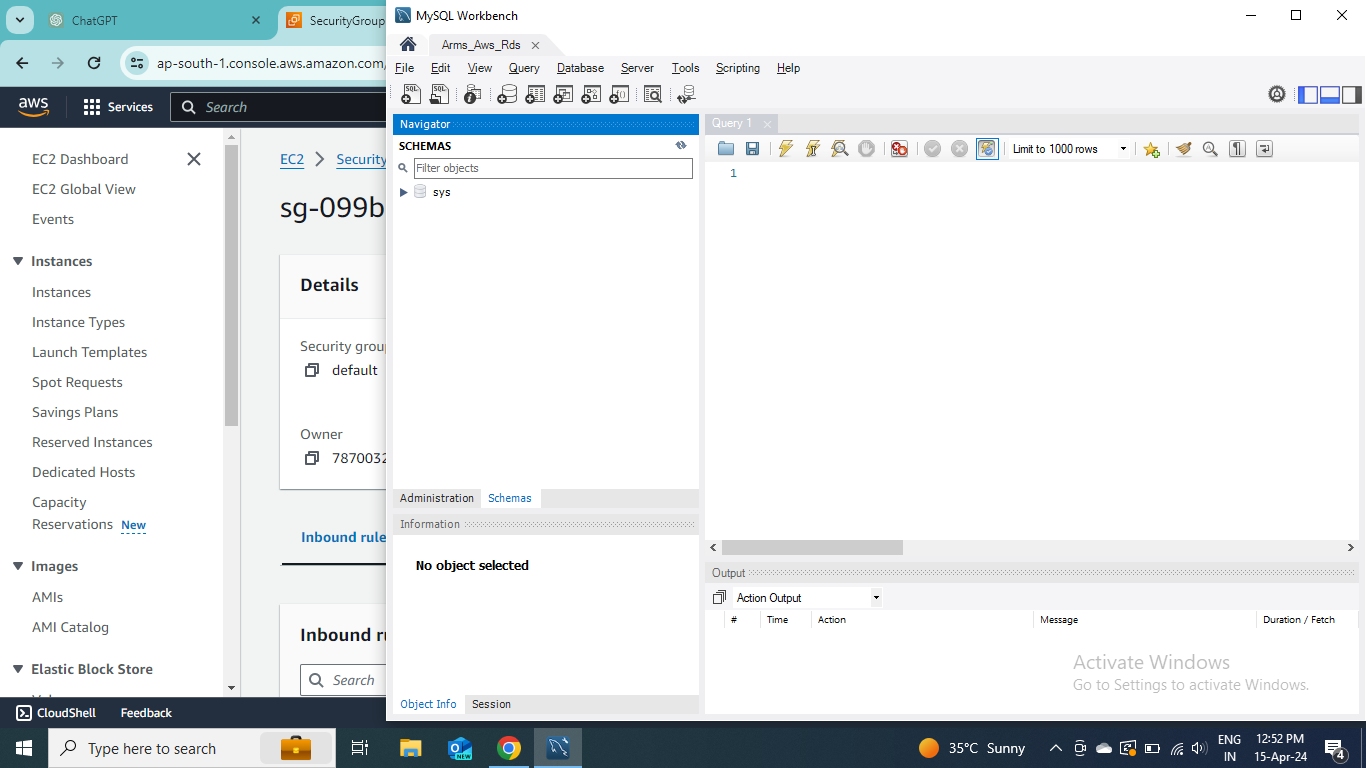 ChatGPT
SecurityGroup
ap-south-1.console.aws.amazon.com/
aws
Services
Search
EC2 Dashboard
EC2 Global View
Events
Instances
Instances
Instance Types
Launch Templates
Spot Requests
Savings Plans
Reserved Instances
Dedicated Hosts
Capacity
Reservations New
Images
AMIs
AMI Catalog
Elastic Block Store
EC2
Security
sg-099b
Details
Security grou
default
Owner
7870032
Inbound rule
Inbound ru
Search
CloudShell
Feedback
MySQL Workbench
Arms_Aws_Rds
File Edit View Query Database Server Tools Scripting Help
Navigator
SCHEMAS
Filter objects
sys
Administration Schemas
Information
No object selected
Object Info Session
Query 1
Limit to 1000 rows
1
Output
Action Output
# Time Action Message Duration / Fetch
Activate Windows
Go to Settings to activate Windows.
Type here to search
NEW
35°C Sunny
ENG
IN
12:52 PM
15-Apr-24
4